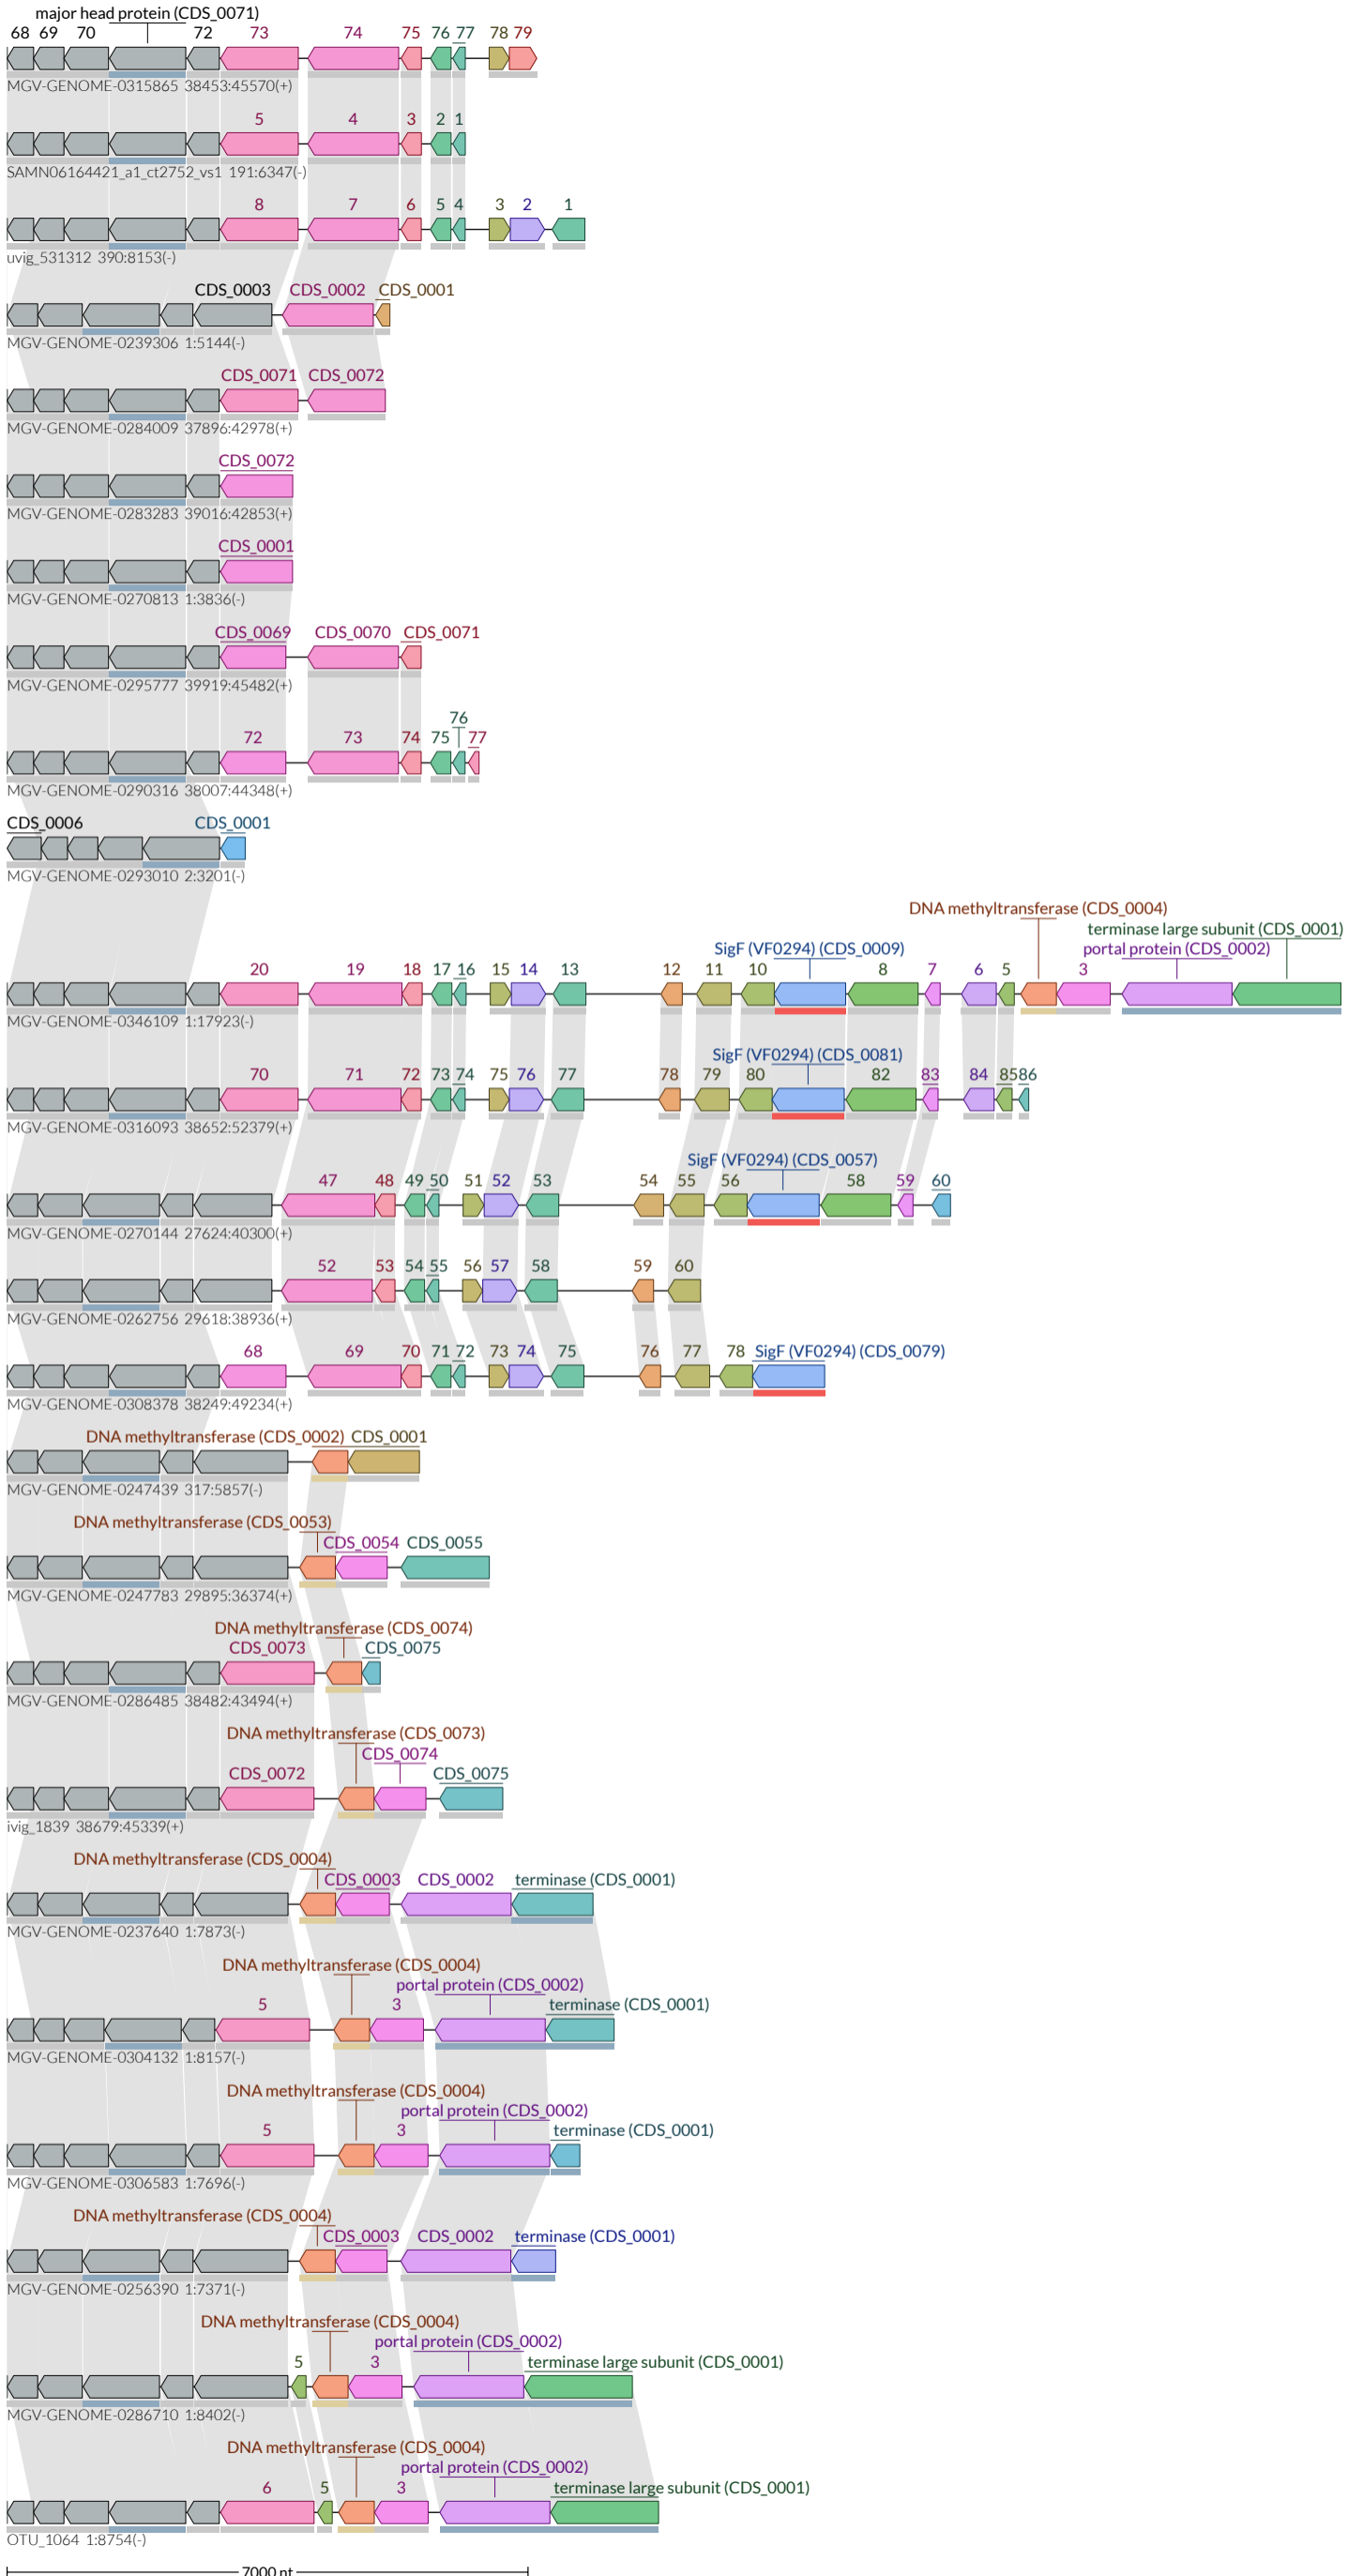 major head protein (CDS_0071)
68 69 70 72 73 74 75 76 77 78 79
MGV-GENOME-0315865 38453:45570(+)
5 4 3 2 1
SAMN06164421_a1_ct2752_vs1 191:6347(-)
8 7 6 5 4 3 2 1
uvig_531312 390:8153(-)
CDS_0003 CDS_0002 CDS_0001
MGV-GENOME-0239306 1:5144(-)
CDS_0071 CDS_0072
MGV-GENOME-0284009 37896:42978(+)
CDS_0072
MGV-GENOME-0283283 39016:42853(+)
CDS_0001
MGV-GENOME-0270813 1:3836(-)
CDS_0069 CDS_0070 CDS_0071
MGV-GENOME-0295777 39919:45482(+)
76
72 73 74 75 77
MGV-GENOME-0290316 38007:44348(+)
CDS_0006 CDS_0001
MGV-GENOME-0293010 2:3201(-)
DNA methyltransferase (CDS_0004)
terminase large subunit (CDS_0001)
SigF (VF0294) (CDS_0009) portal protein (CDS_0002)
20 19 18 17 16 15 14 13 12 11 10 8 7 6 5 3
MGV-GENOME-0346109 1:17923(-)
SigF (VF0294) (CDS_0081)
70 71 72 73 74 75 76 77 78 79 80 82 83 84 85 86
MGV-GENOME-0316093 38652:52379(+)
SigF (VF0294) (CDS_0057)
47 48 49 50 51 52 53 54 55 56 58 59 60
MGV-GENOME-0270144 27624:40300(+)
52 53 54 55 56 57 58 59 60
MGV-GENOME-0262756 29618:38936(+)
68 69 70 71 72 73 74 75 76 77 78 SigF (VF0294) (CDS_0079)
MGV-GENOME-0308378 38249:49234(+)
DNA methyltransferase (CDS_0002) CDS_0001
MGV-GENOME-0247439 317:5857(-)
DNA methyltransferase (CDS_0053)
CDS_0054 CDS_0055
MGV-GENOME-0247783 29895:36374(+)
DNA methyltransferase (CDS_0074)
CDS_0073 CDS_0075
MGV-GENOME-0286485 38482:43494(+)
DNA methyltransferase (CDS_0073)
CDS_0074
CDS_0072 CDS_0075
ivig_1839 38679:45339(+)
DNA methyltransferase (CDS_0004)
CDS_0003 CDS_0002 terminase (CDS_0001)
MGV-GENOME-0237640 1:7873(-)
DNA methyltransferase (CDS_0004)
portal protein (CDS_0002)
5 3 terminase (CDS_0001)
MGV-GENOME-0304132 1:8157(-)
DNA methyltransferase (CDS_0004)
portal protein (CDS_0002)
5 3 terminase (CDS_0001)
MGV-GENOME-0306583 1:7696(-)
DNA methyltransferase (CDS_0004)
CDS_0003 CDS_0002 terminase (CDS_0001)
MGV-GENOME-0256390 1:7371(-)
DNA methyltransferase (CDS_0004)
portal protein (CDS_0002)
5 3 terminase large subunit (CDS_0001)
MGV-GENOME-0286710 1:8402(-)
DNA methyltransferase (CDS_0004)
portal protein (CDS_0002)
6 5 3 terminase large subunit (CDS_0001)
OTU_1064 1:8754(-)
7000 nt